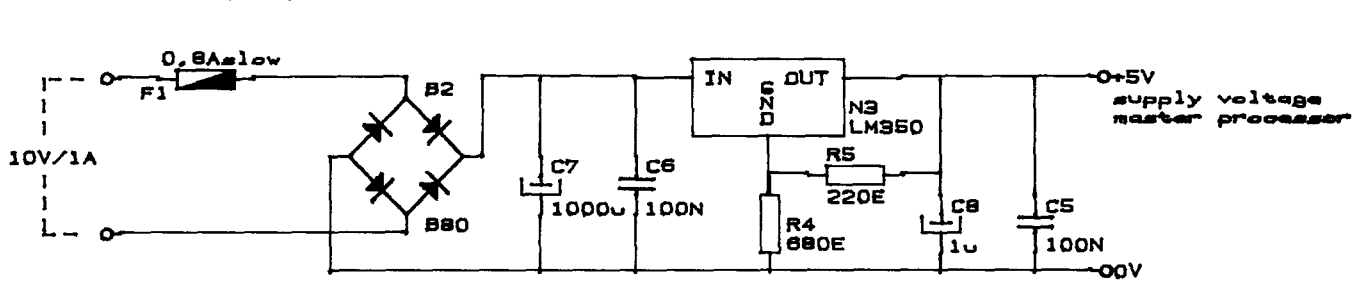 0,8Aslow
F1
10V/1A
B2
B80
C7
1000u
C6
100N
IN
OUT
GND
N3
LM350
R5
220E
R4
680E
C8
1u
C5
100N
+5V
supply voltage
master processor
0V